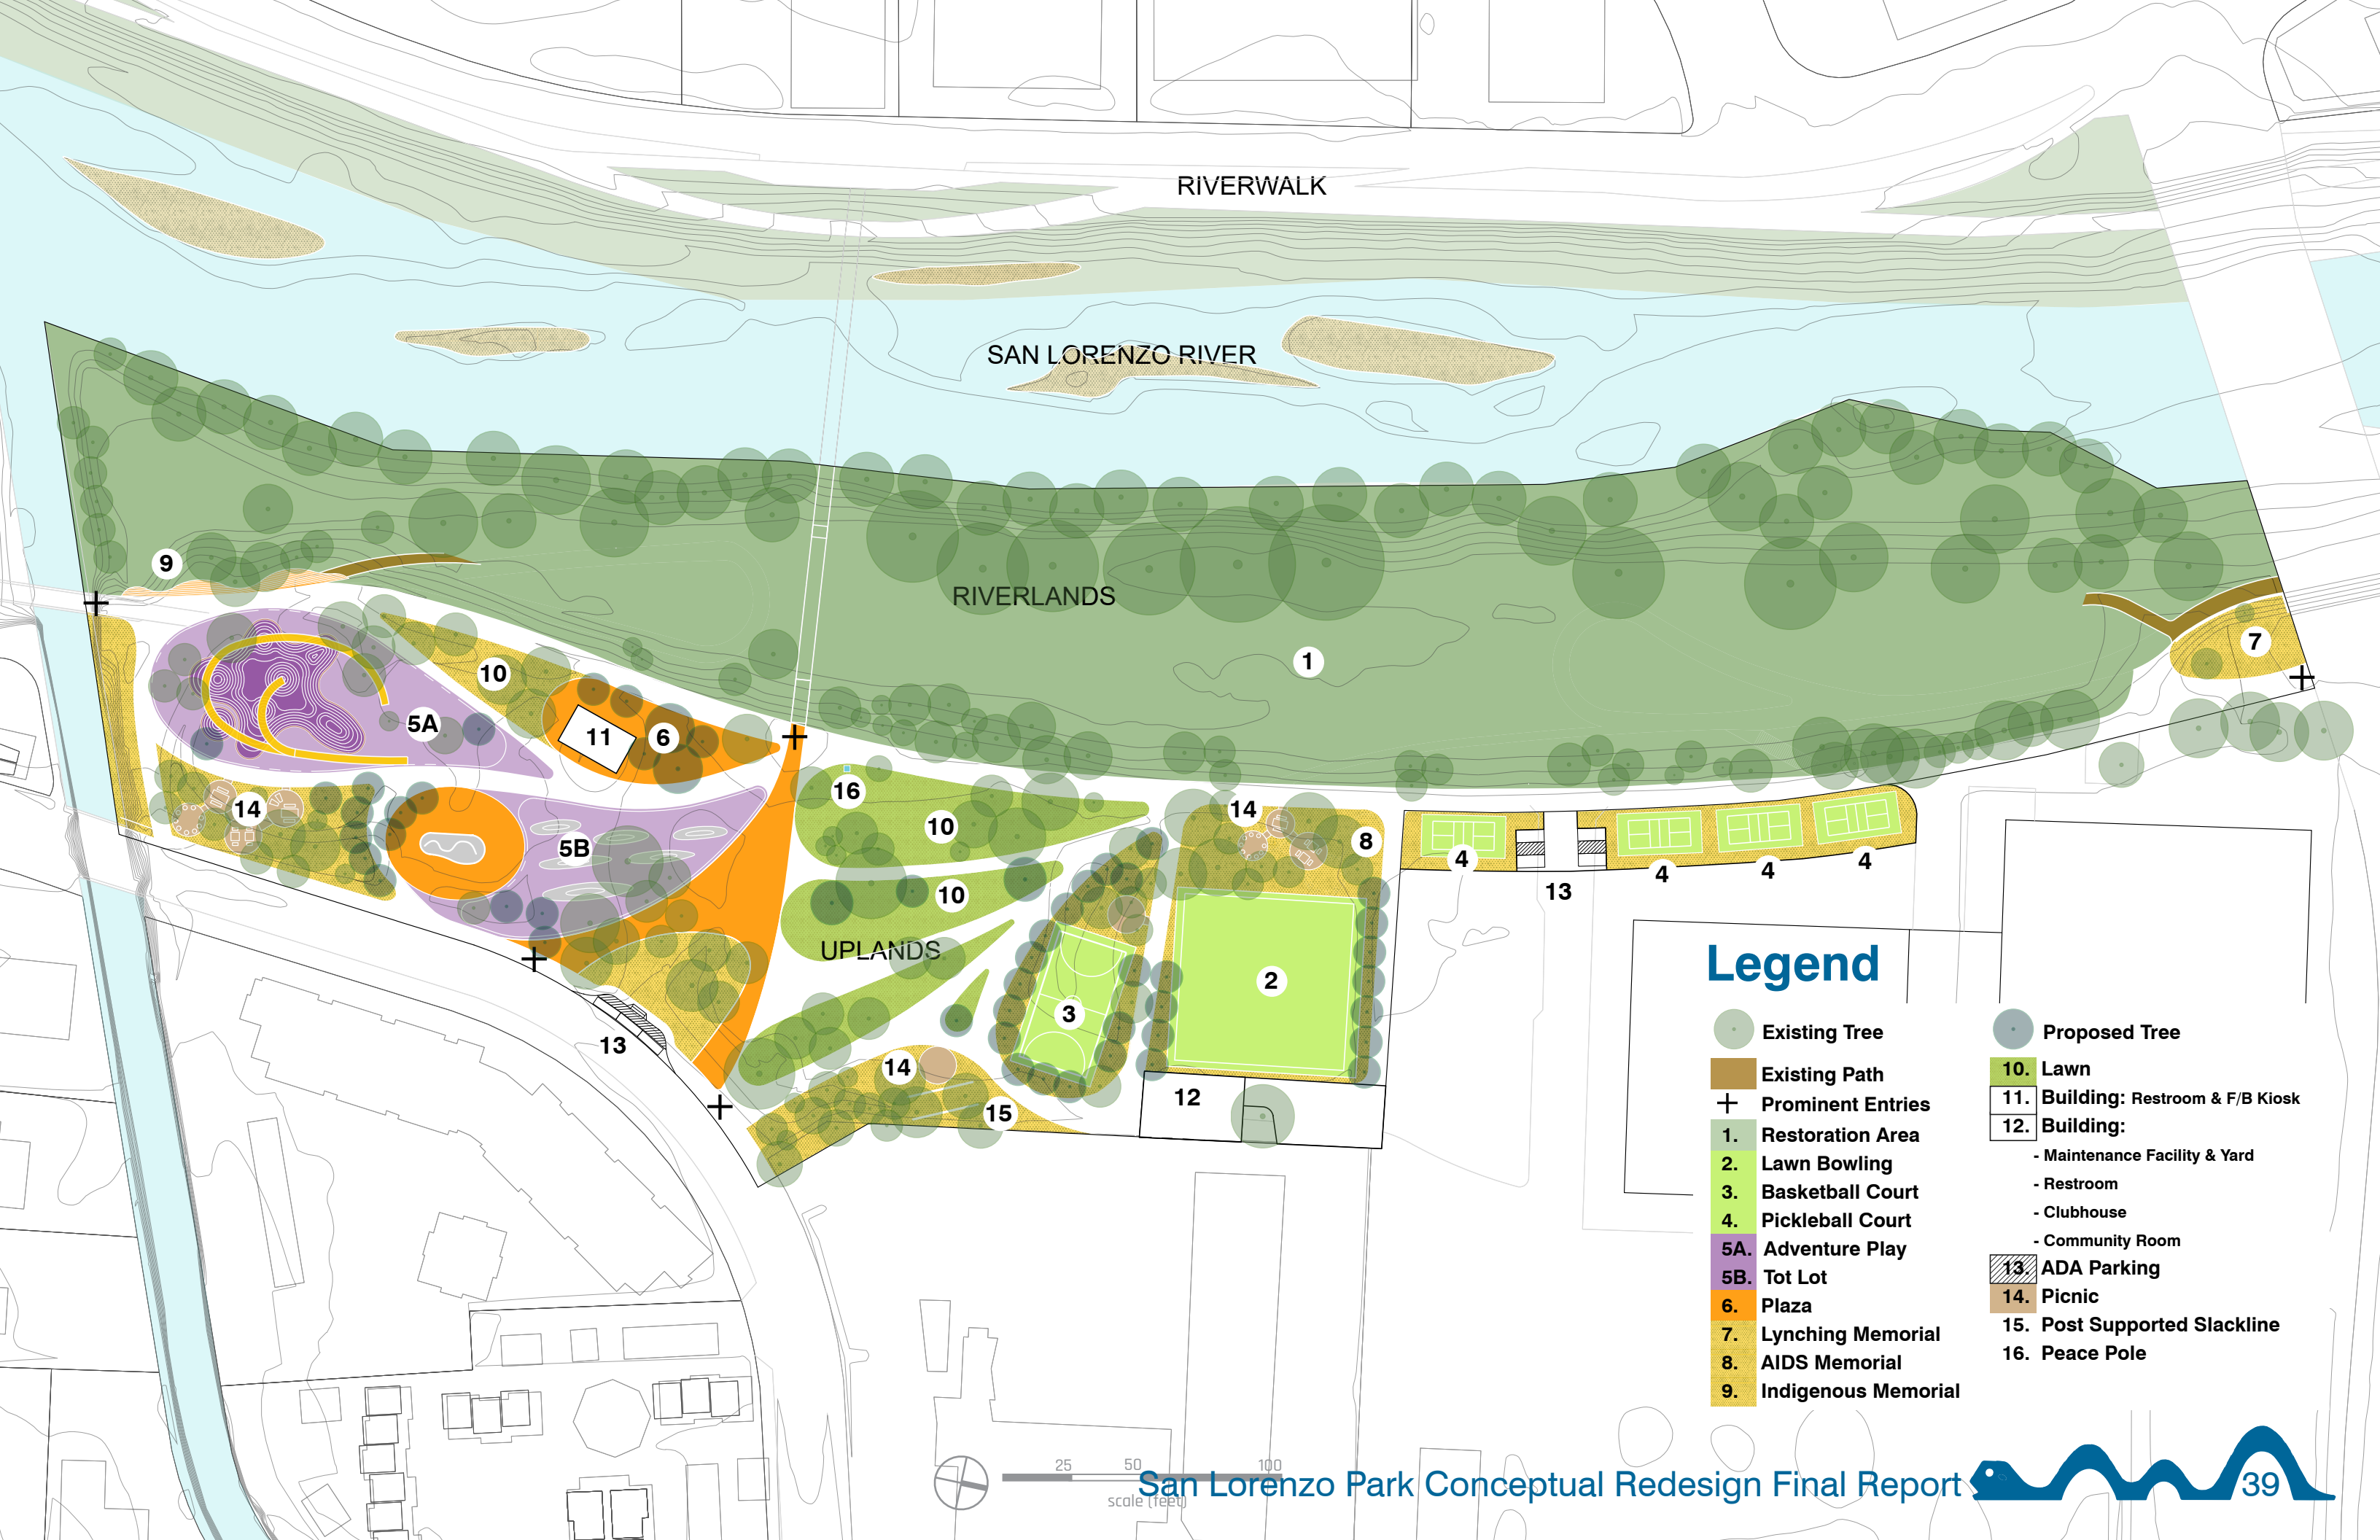 RIVERWALK
SAN LORENZO RIVER
9
RIVERLANDS
1
7
10
5A
11
6
16
14
10
14
8
5B
4
4
4
4
13
10
UPLANDS
2
3
13
14
12
15
Legend
Existing Tree
Existing Path
Prominent Entries
1. Restoration Area
2. Lawn Bowling
3. Basketball Court
4. Pickleball Court
5A. Adventure Play
5B. Tot Lot
6. Plaza
7. Lynching Memorial
8. AIDS Memorial
9. Indigenous Memorial
Proposed Tree
10. Lawn
11. Building: Restroom & F/B Kiosk
12. Building:
- Maintenance Facility & Yard
- Restroom
- Clubhouse
- Community Room
13. ADA Parking
14. Picnic
15. Post Supported Slackline
16. Peace Pole
25 50 100
scale (feet)
San Lorenzo Park Conceptual Redesign Final Report 39